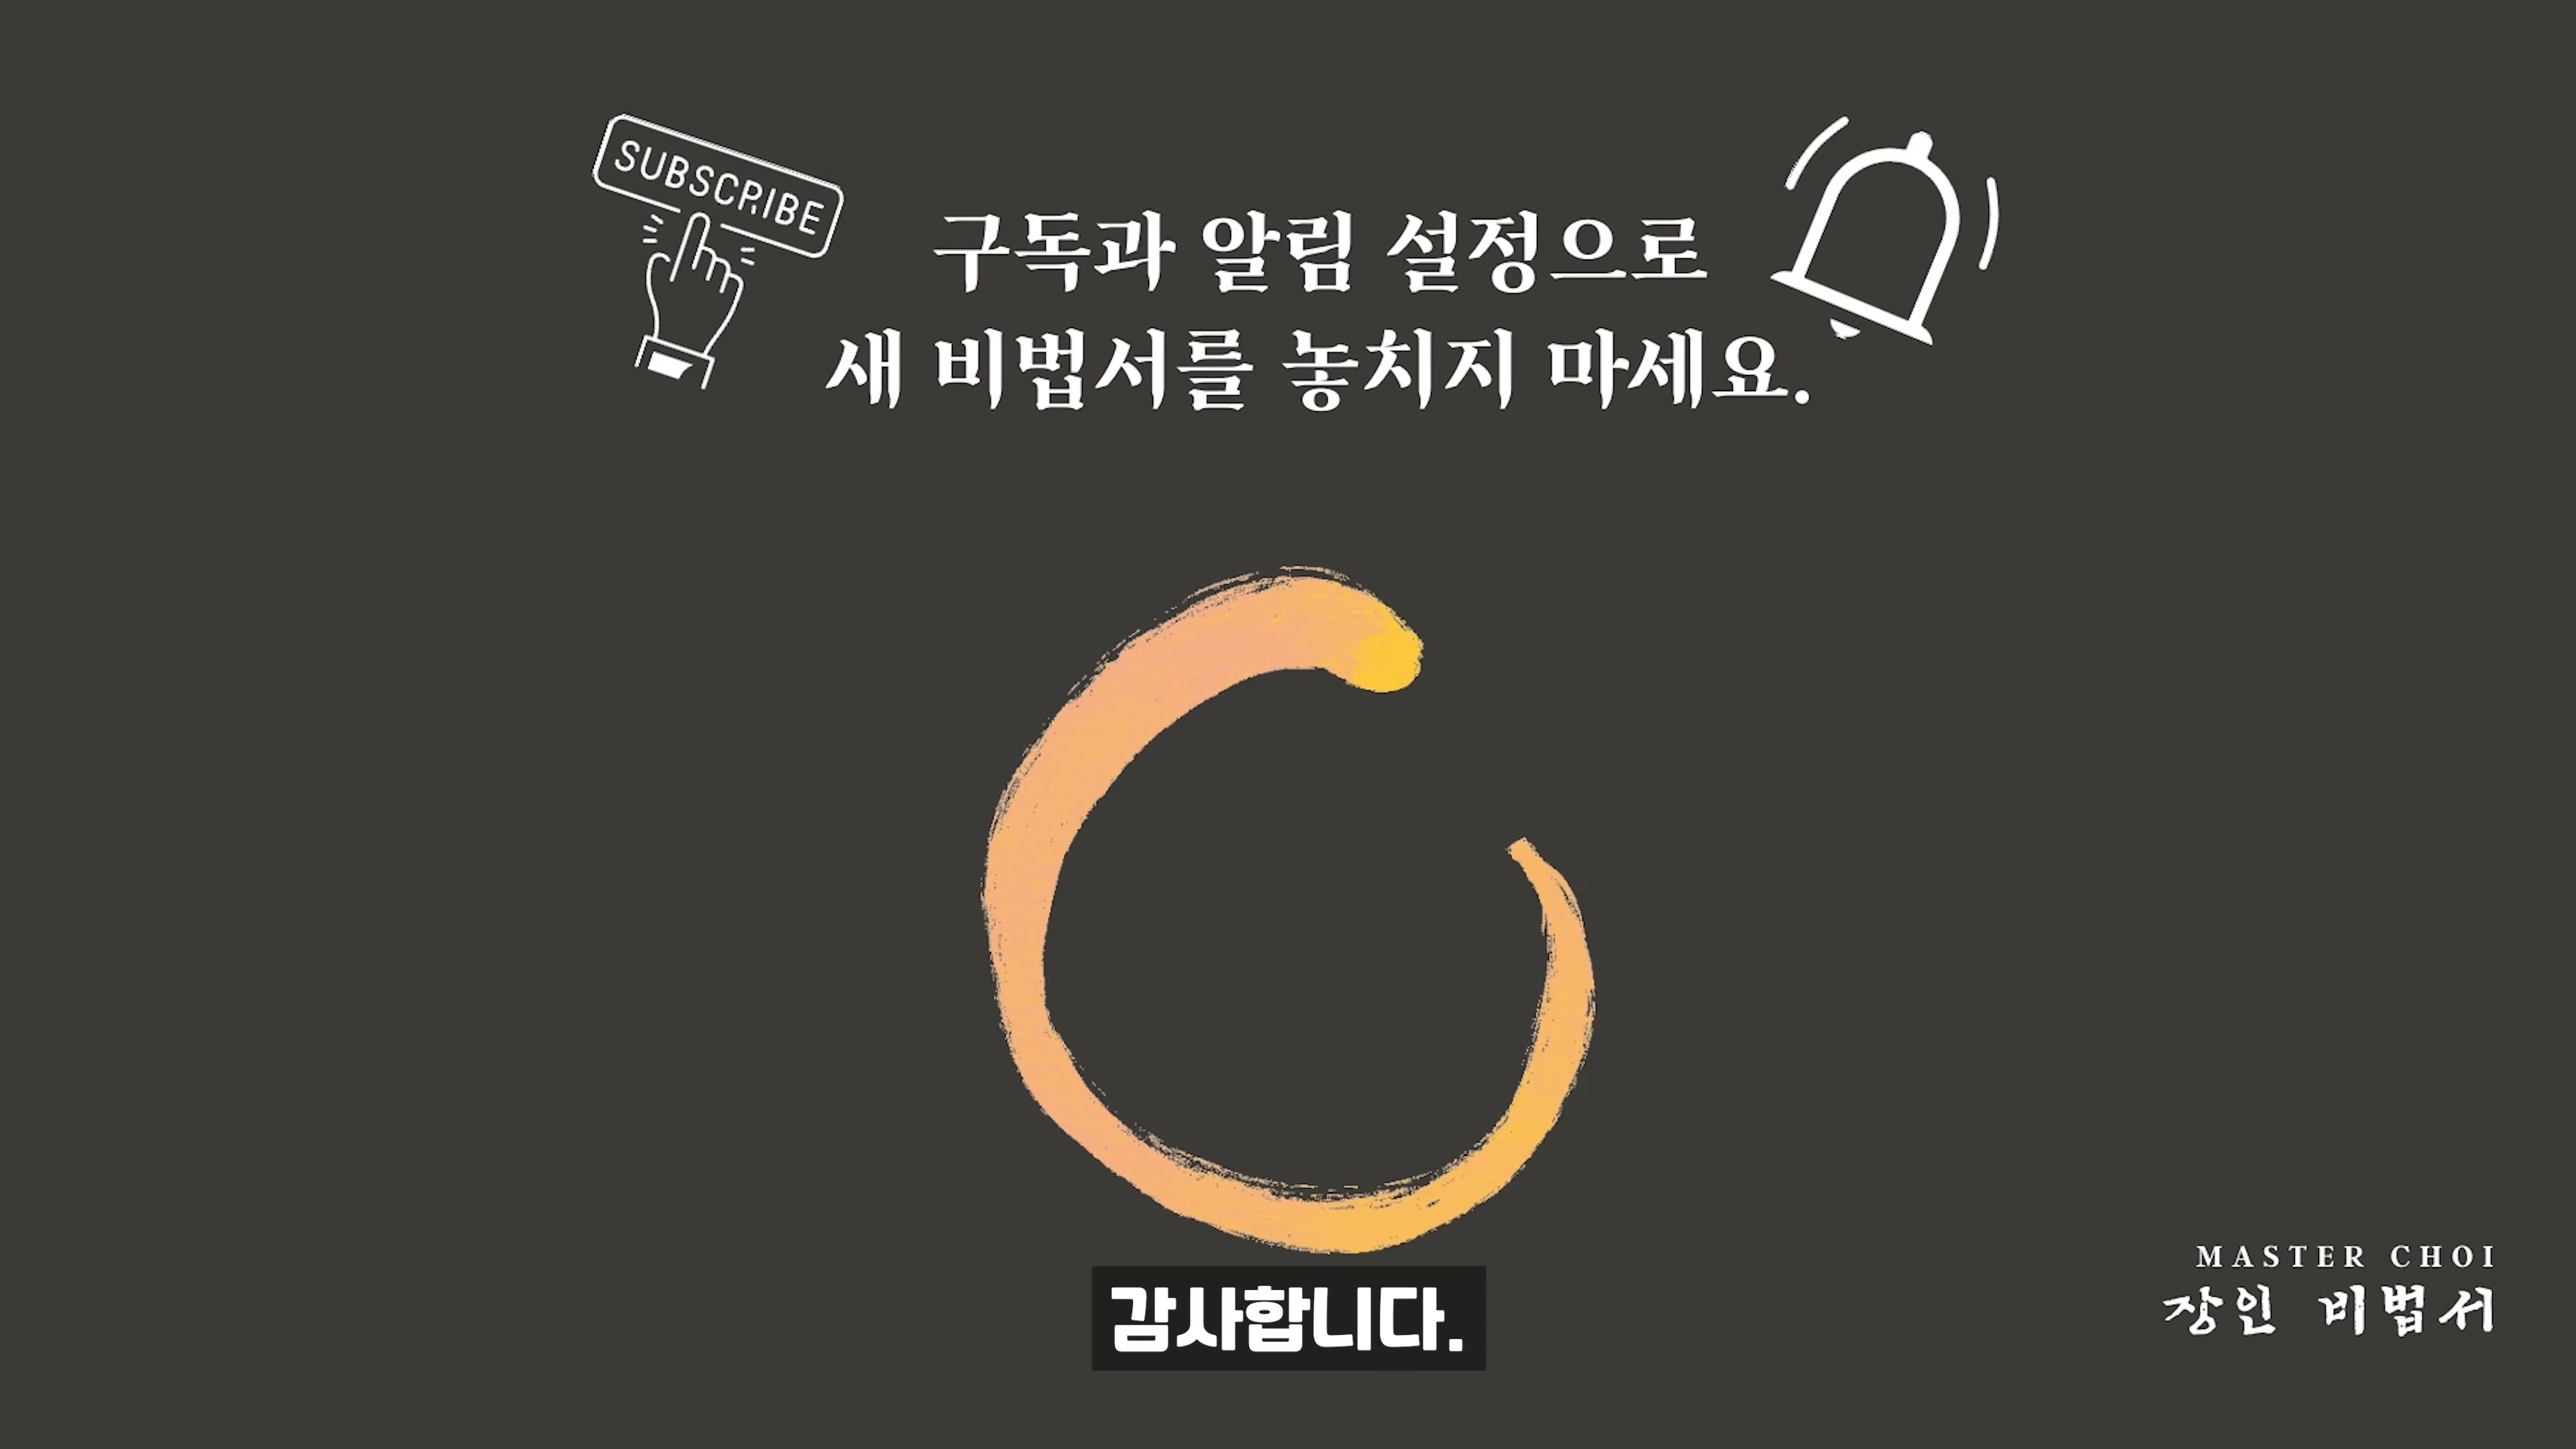 SUBSCRIBE
구독과 알림 설정으로
새 비법서를 놓치지 마세요.
감사합니다.
MASTER CHOI
장인 비법서